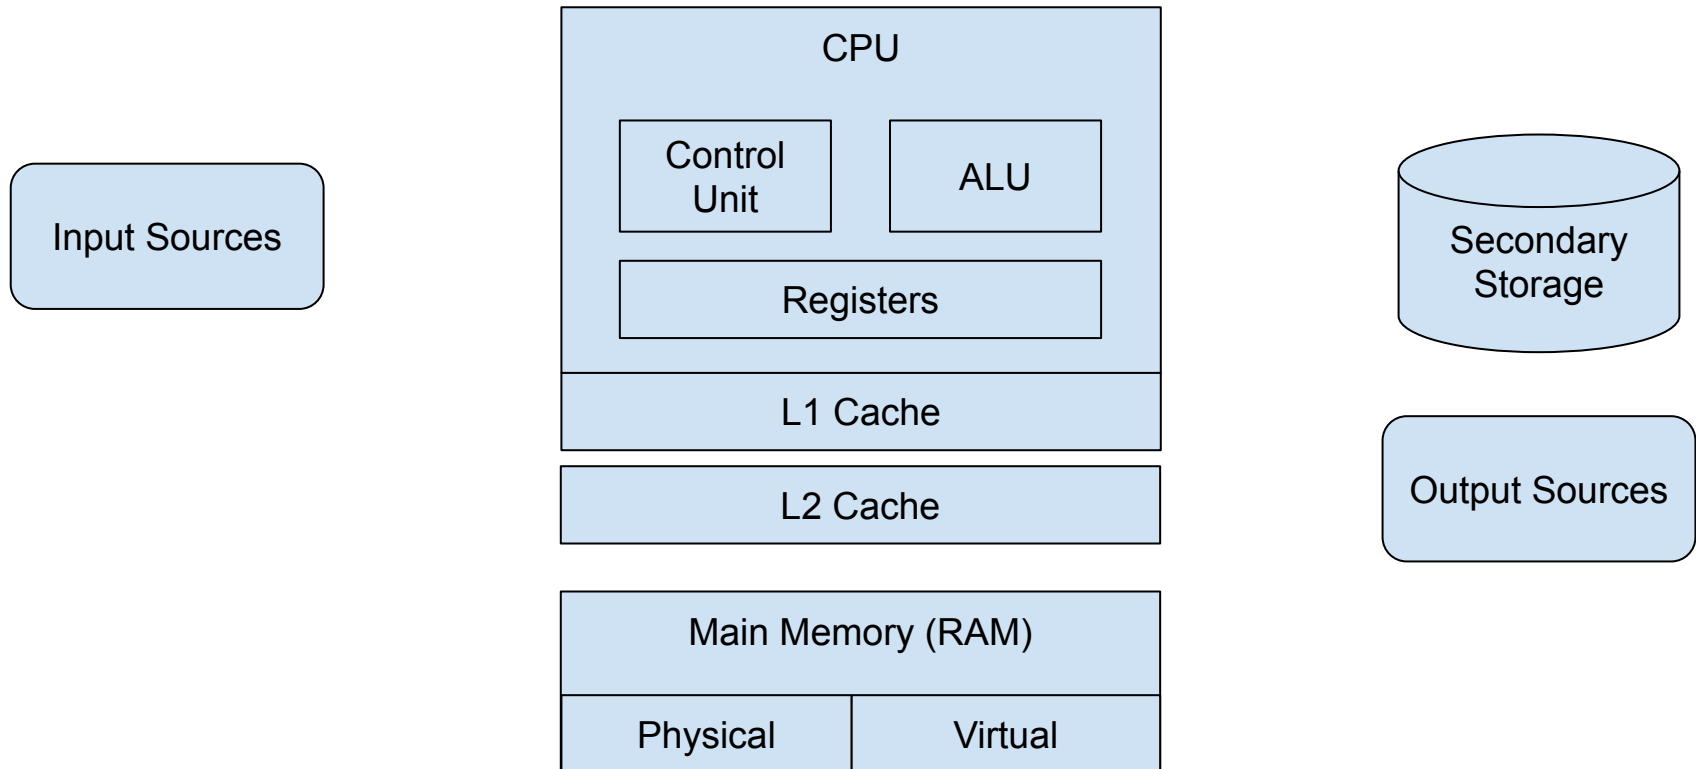 CPU
Control
Unit
ALU
Registers
L1 Cache
L2 Cache
Main Memory (RAM)
Physical
Virtual
Input Sources
Secondary
Storage
Output Sources